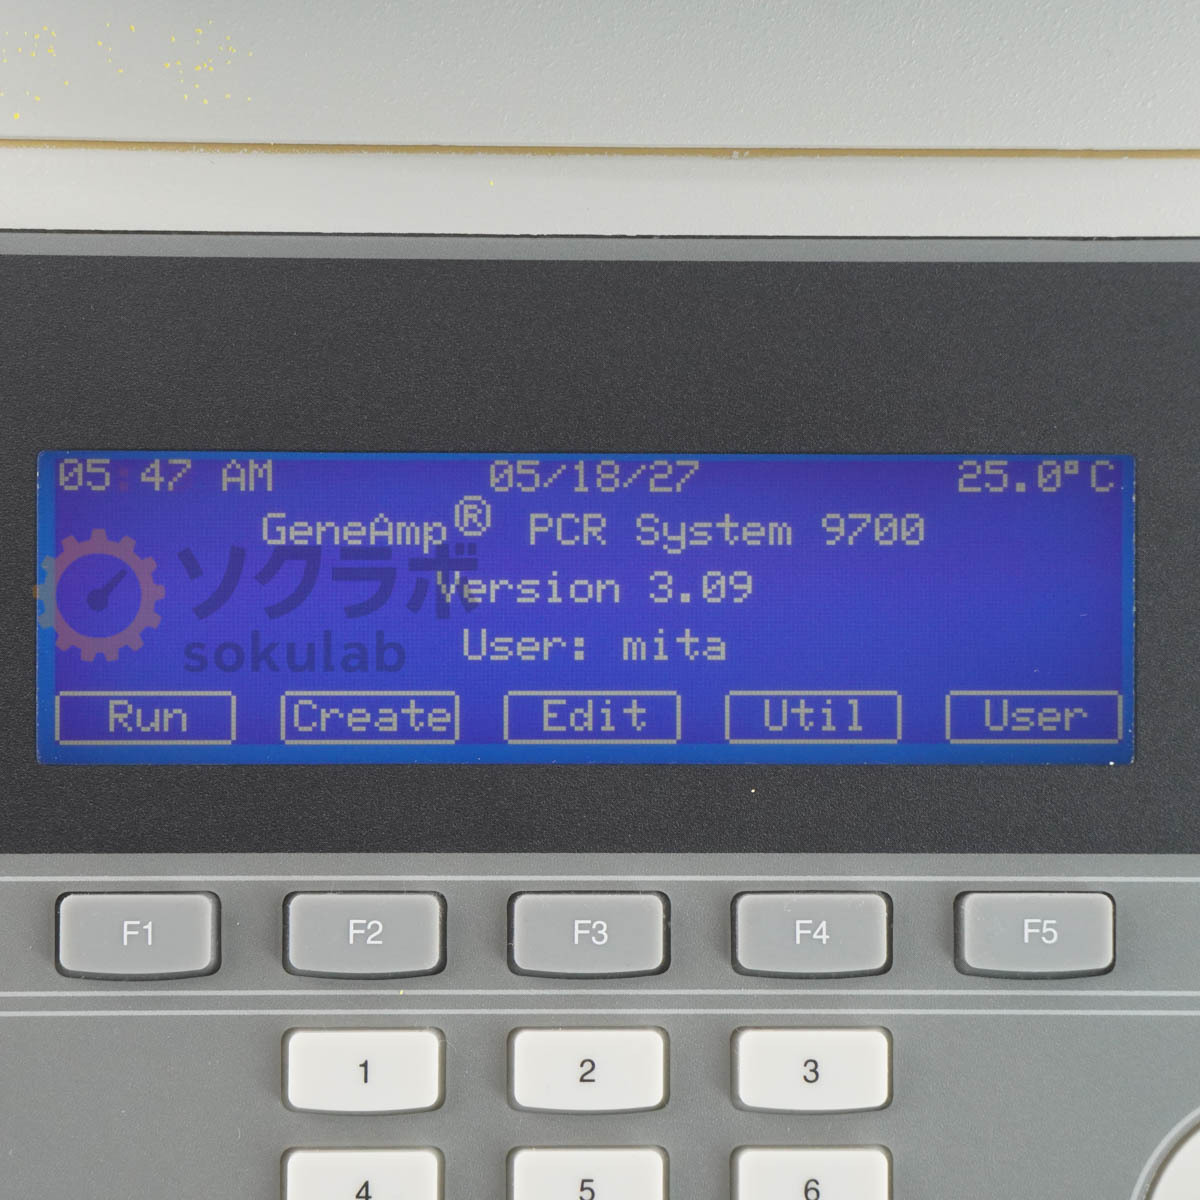 05:47 AM 05/18/27 25.0°C
GeneAmp® PCR System 9700
Version 3.09
User: mita
ソクラボ
sokulab
Run Create Edit Util User
F1 F2 F3 F4 F5
1 2 3
4 5 6